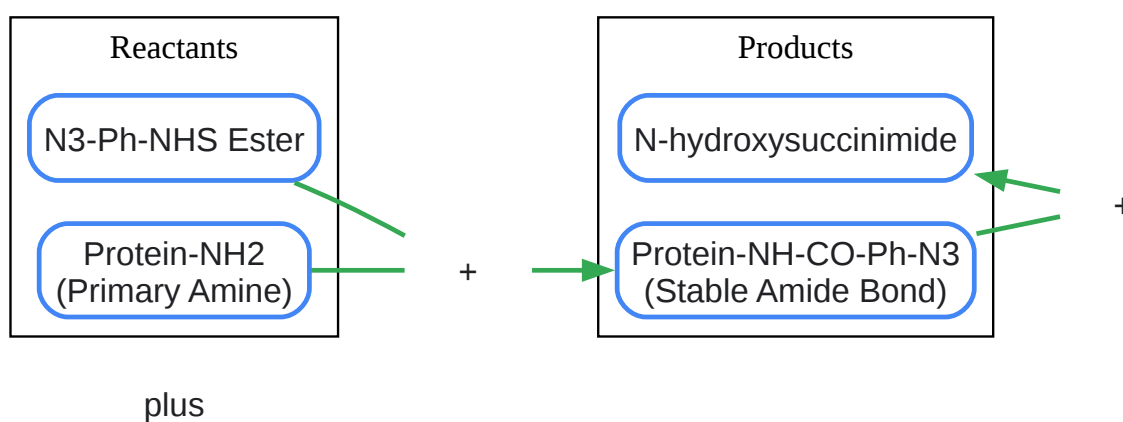 Reactants
N3-Ph-NHS Ester
Protein-NH2
(Primary Amine)
+
Products
N-hydroxysuccinimide
Protein-NH-CO-Ph-N3
(Stable Amide Bond)
+
plus